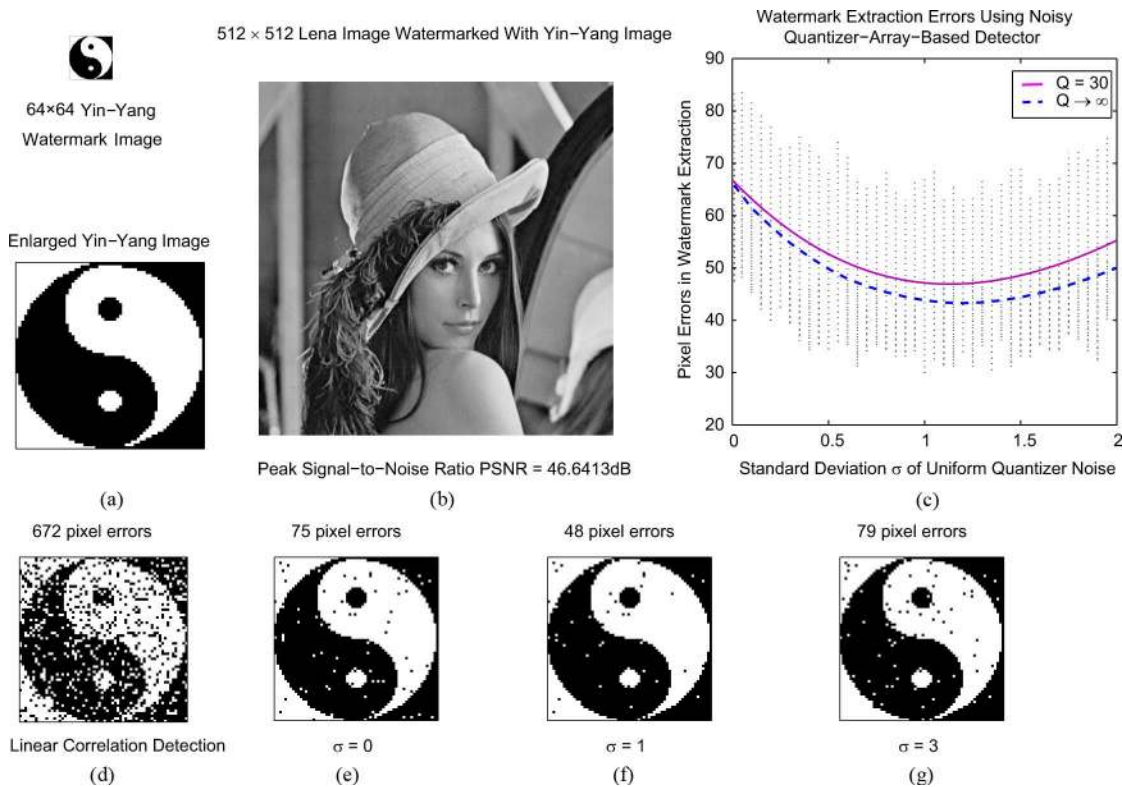 64×64 Yin−Yang
Watermark Image
Enlarged Yin−Yang Image
(a)
512 × 512 Lena Image Watermarked With Yin−Yang Image
Peak Signal−to−Noise Ratio PSNR = 46.6413dB
(b)
Watermark Extraction Errors Using Noisy
Quantizer−Array−Based Detector
Pixel Errors in Watermark Extraction
90
80
70
60
50
40
30
20
Q = 30
Q → ∞
0
0.5
1
1.5
2
Standard Deviation σ of Uniform Quantizer Noise
(c)
672 pixel errors
Linear Correlation Detection
(d)
75 pixel errors
σ = 0
(e)
48 pixel errors
σ = 1
(f)
79 pixel errors
σ = 3
(g)